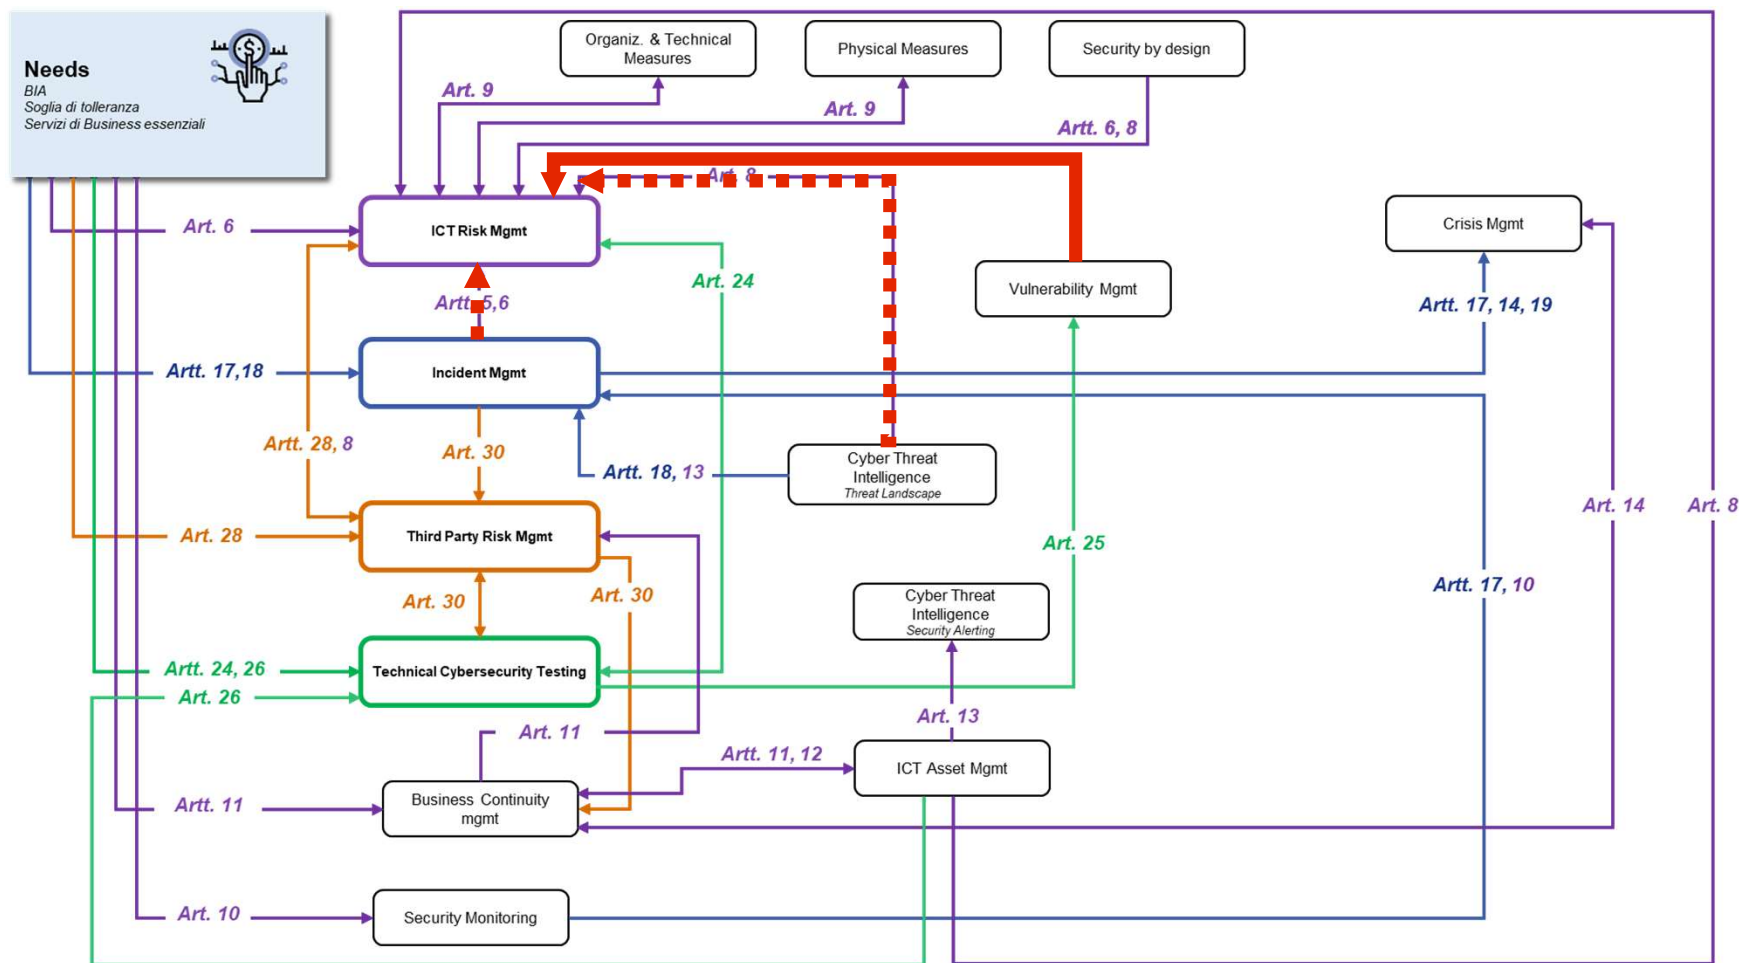 Needs
BIA
Soglia di tolleranza
Servizi di Business essenziali
Organiz. & Technical
Measures
Physical Measures
Security by design
Art. 9
Art. 9
Artt. 6, 8
Art. 8
Art. 6
ICT Risk Mgmt
Crisis Mgmt
Art. 24
Vulnerability Mgmt
Artt. 5,6
Artt. 17, 14, 19
Artt. 17,18
Incident Mgmt
Artt. 28, 8
Art. 30
Artt. 18, 13
Cyber Threat
Intelligence
Threat Landscape
Art. 14
Art. 8
Art. 28
Third Party Risk Mgmt
Art. 25
Art. 30
Art. 30
Cyber Threat
Intelligence
Security Alerting
Artt. 17, 10
Artt. 24, 26
Technical Cybersecurity Testing
Art. 26
Art. 13
Art. 11
Artt. 11, 12
ICT Asset Mgmt
Artt. 11
Business Continuity
mgmt
Art. 10
Security Monitoring